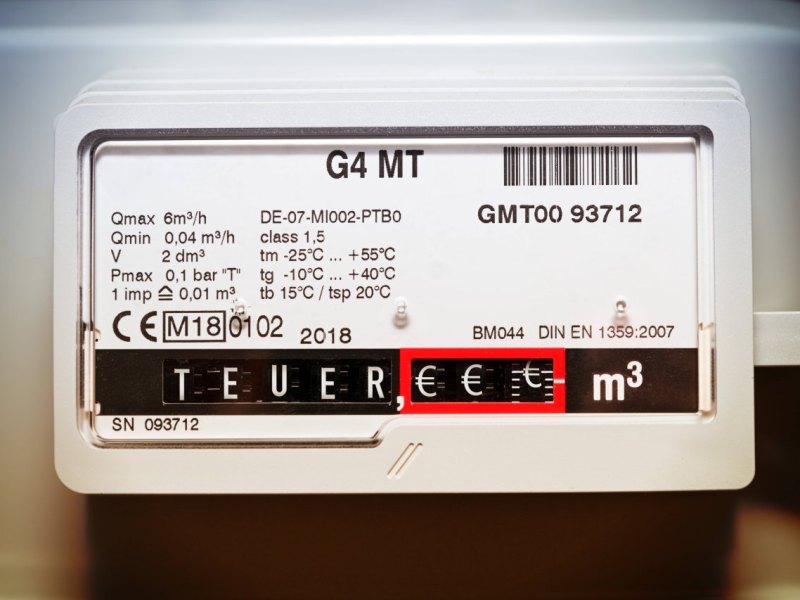 G4 MT
GMT00 93712
Qmax 6m³/h DE-07-MI002-PTB0
Qmin 0,04 m³/h class 1,5
V 2 dm³ tm -25°C ... +55°C
Pmax 0,1 bar "T" tg -10°C ... +40°C
1 imp ≙ 0,01 m³ tb 15°C / tsp 20°C
CE M18 0102 2018 BM044 DIN EN 1359:2007
TEUER,€€€ m³
SN 093712